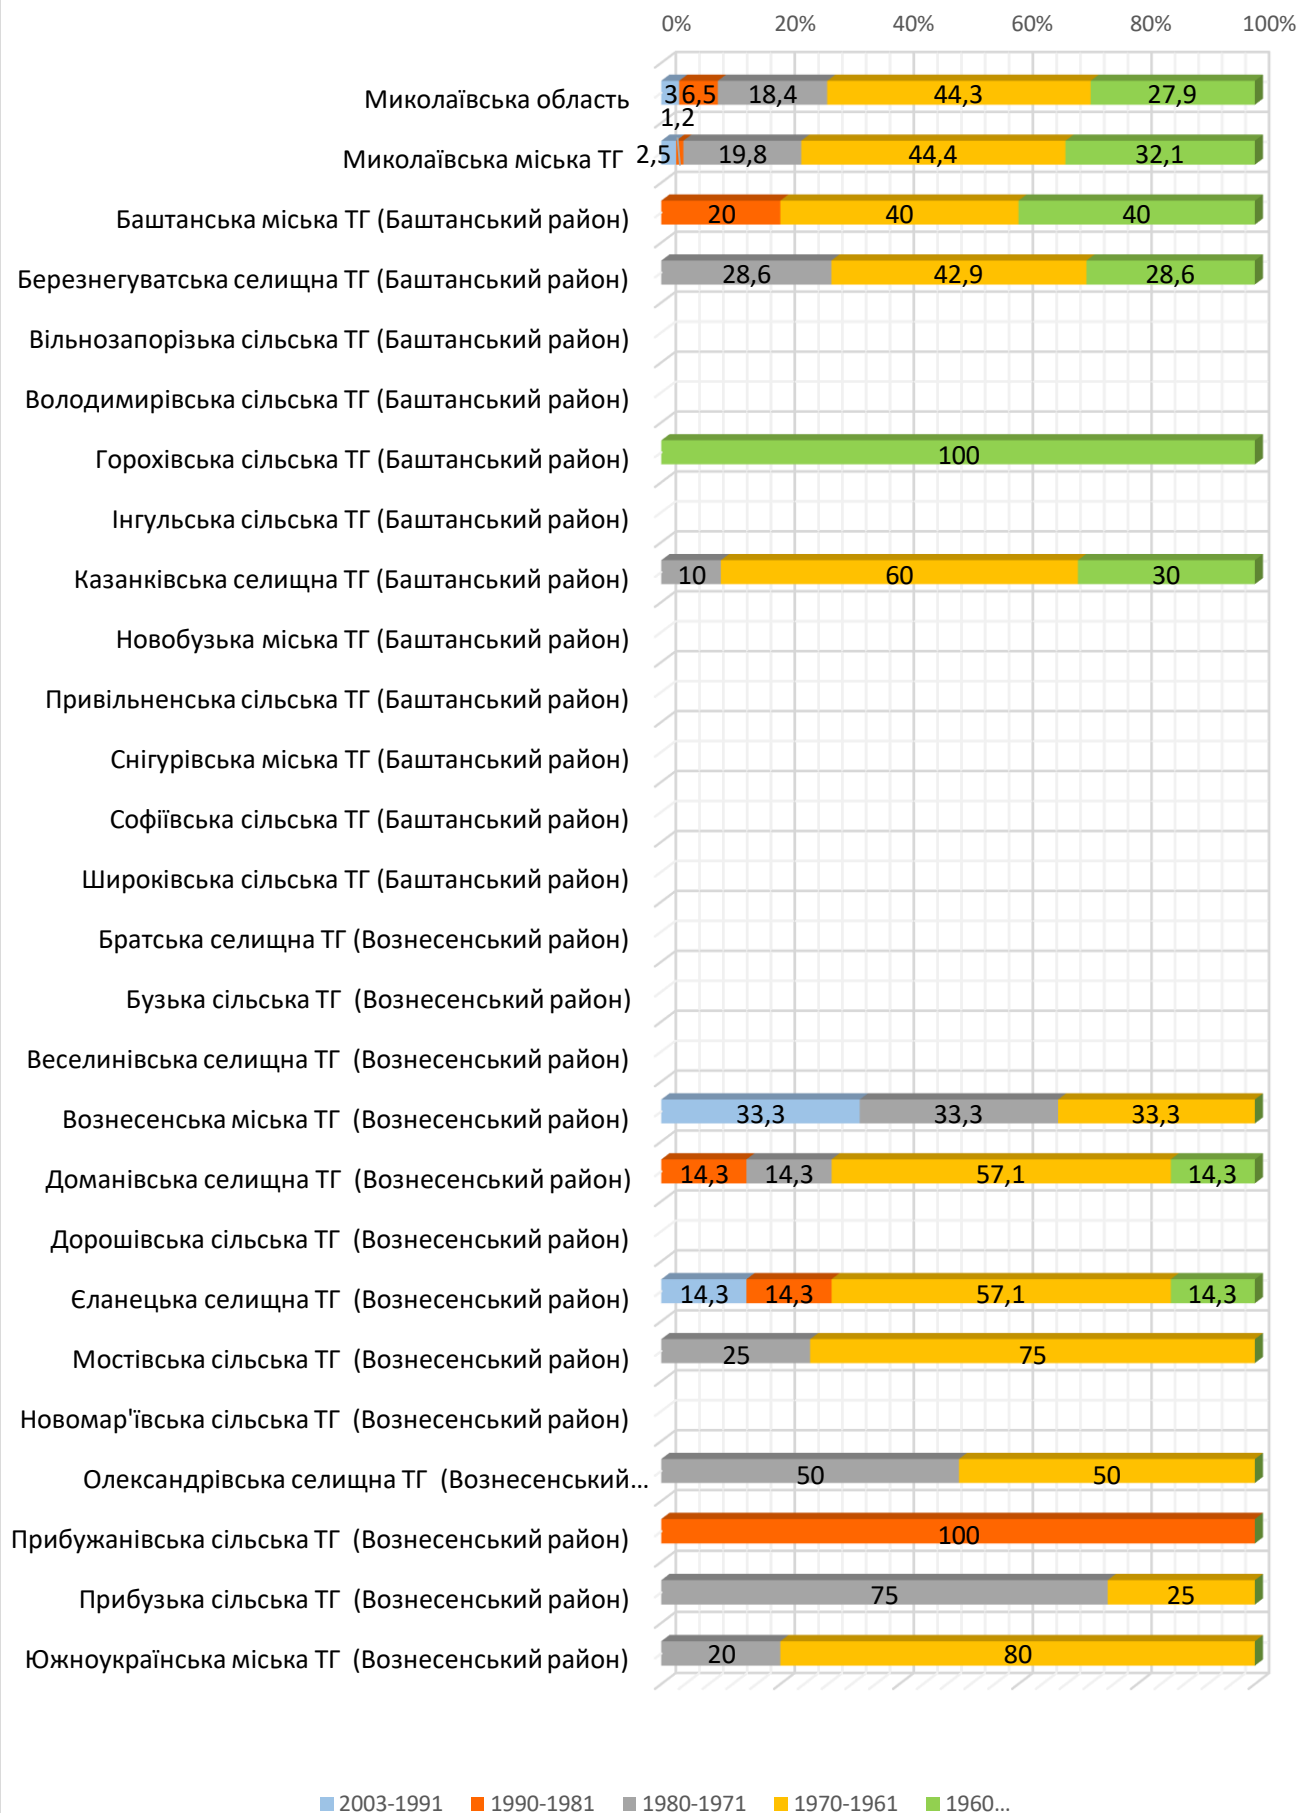 0% 20% 40% 60% 80% 100%
Миколаївська область 3 6,5 18,4 44,3 27,9
1,2
Миколаївська міська ТГ 2,5 19,8 44,4 32,1
Баштанська міська ТГ (Баштанський район) 20 40 40
Березнегуватська селищна ТГ (Баштанський район) 28,6 42,9 28,6
Вільнозапорізька сільська ТГ (Баштанський район)
Володимирівська сільська ТГ (Баштанський район)
Горохівська сільська ТГ (Баштанський район) 100
Інгульська сільська ТГ (Баштанський район)
Казанківська селищна ТГ (Баштанський район) 10 60 30
Новобузька міська ТГ (Баштанський район)
Привільненська сільська ТГ (Баштанський район)
Снігурівська міська ТГ (Баштанський район)
Софіївська сільська ТГ (Баштанський район)
Широківська сільська ТГ (Баштанський район)
Братська селищна ТГ (Вознесенський район)
Бузька сільська ТГ (Вознесенський район)
Веселинівська селищна ТГ (Вознесенський район)
Вознесенська міська ТГ (Вознесенський район) 33,3 33,3 33,3
Доманівська селищна ТГ (Вознесенський район) 14,3 14,3 57,1 14,3
Дорошівська сільська ТГ (Вознесенський район)
Єланецька селищна ТГ (Вознесенський район) 14,3 14,3 57,1 14,3
Мостівська сільська ТГ (Вознесенський район) 25 75
Новомар'ївська сільська ТГ (Вознесенський район)
Олександрівська селищна ТГ (Вознесенський... 50 50
Прибужанівська сільська ТГ (Вознесенський район) 100
Прибузька сільська ТГ (Вознесенський район) 75 25
Южноукраїнська міська ТГ (Вознесенський район) 20 80
2003-1991 1990-1981 1980-1971 1970-1961 1960...